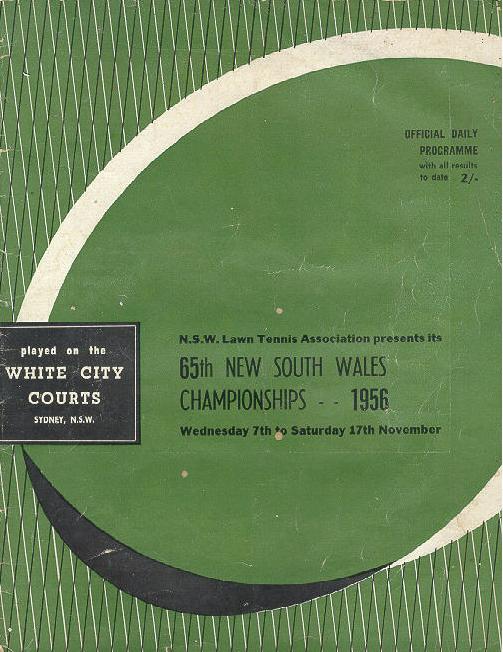 OFFICIAL DAILY
PROGRAMME
with all results
to date 2/-
played on the
WHITE CITY
COURTS
SYDNEY, N.S.W.
N.S.W. Lawn Tennis Association presents its
65th NEW SOUTH WALES
CHAMPIONSHIPS - - 1956
Wednesday 7th to Saturday 17th November